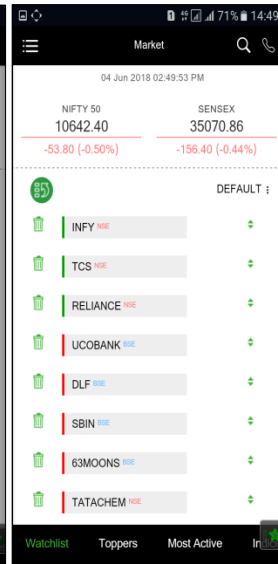 4G 71% 14:49
Market
04 Jun 2018 02:49:53 PM
NIFTY 50 SENSEX
10642.40 35070.86
-53.80 (-0.50%) -156.40 (-0.44%)
DEFAULT
INFY NSE
TCS NSE
RELIANCE NSE
UCOBANK BSE
DLF BSE
SBIN BSE
63MOONS BSE
TATACHEM NSE
Watchlist Toppers Most Active